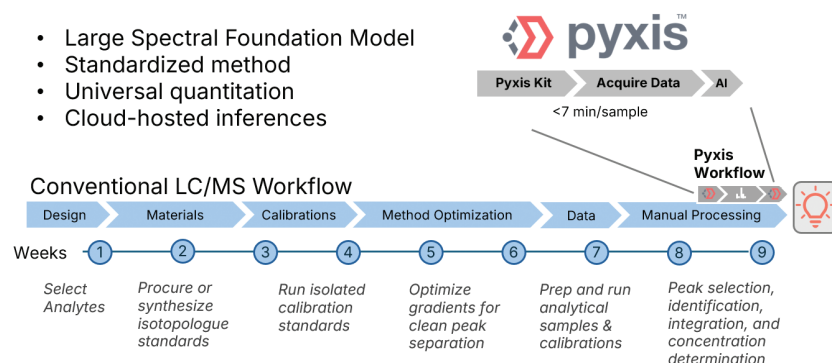 • Large Spectral Foundation Model
• Standardized method
• Universal quantitation
• Cloud-hosted inferences
pyxis™
Pyxis Kit
Acquire Data
AI
<7 min/sample
Pyxis
Workflow
Conventional LC/MS Workflow
Design
Materials
Calibrations
Method Optimization
Data
Manual Processing
Weeks
1
2
3
4
5
6
7
8
9
Select
Analytes
Procure or
synthesize
isotopologue
standards
Run isolated
calibration
standards
Optimize
gradients for
clean peak
separation
Prep and run
analytical
samples &
calibrations
Peak selection,
identification,
integration, and
concentration
determination